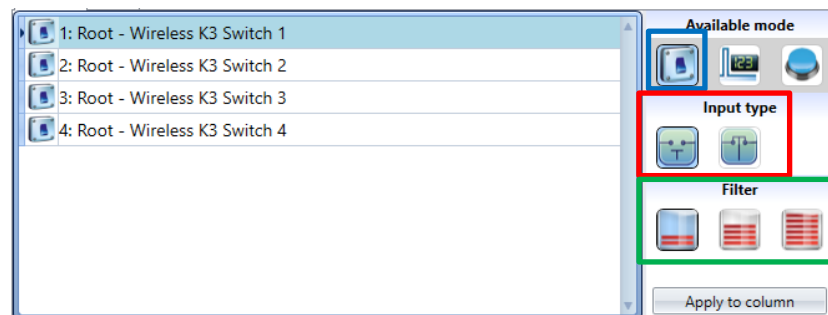 1: Root - Wireless K3 Switch 1
2: Root - Wireless K3 Switch 2
3: Root - Wireless K3 Switch 3
4: Root - Wireless K3 Switch 4
Available mode
123
Input type
Filter
Apply to column